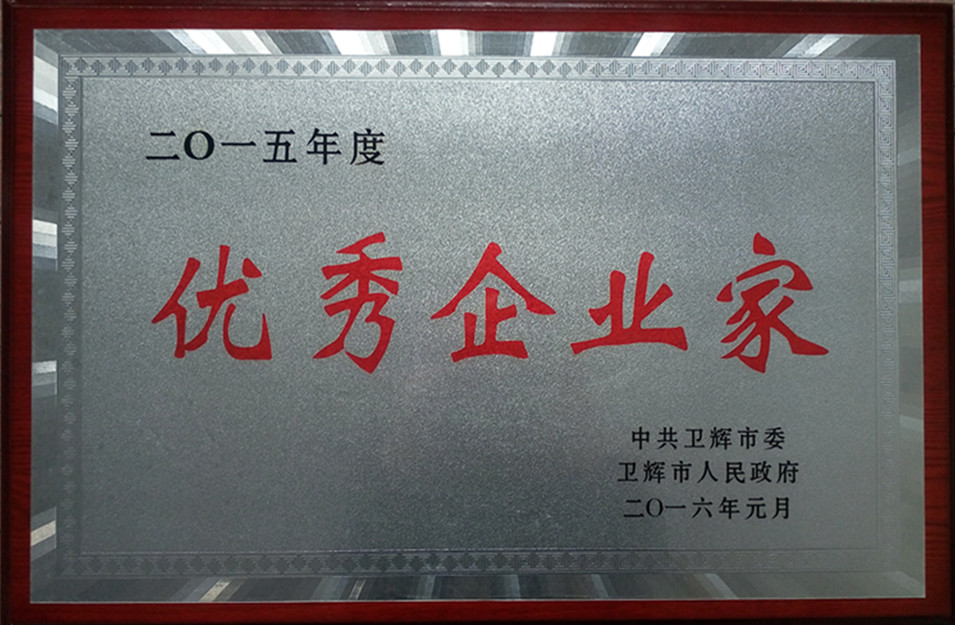 二〇一五年度
优秀企业家
中共卫辉市委
卫辉市人民政府
二〇一六年元月